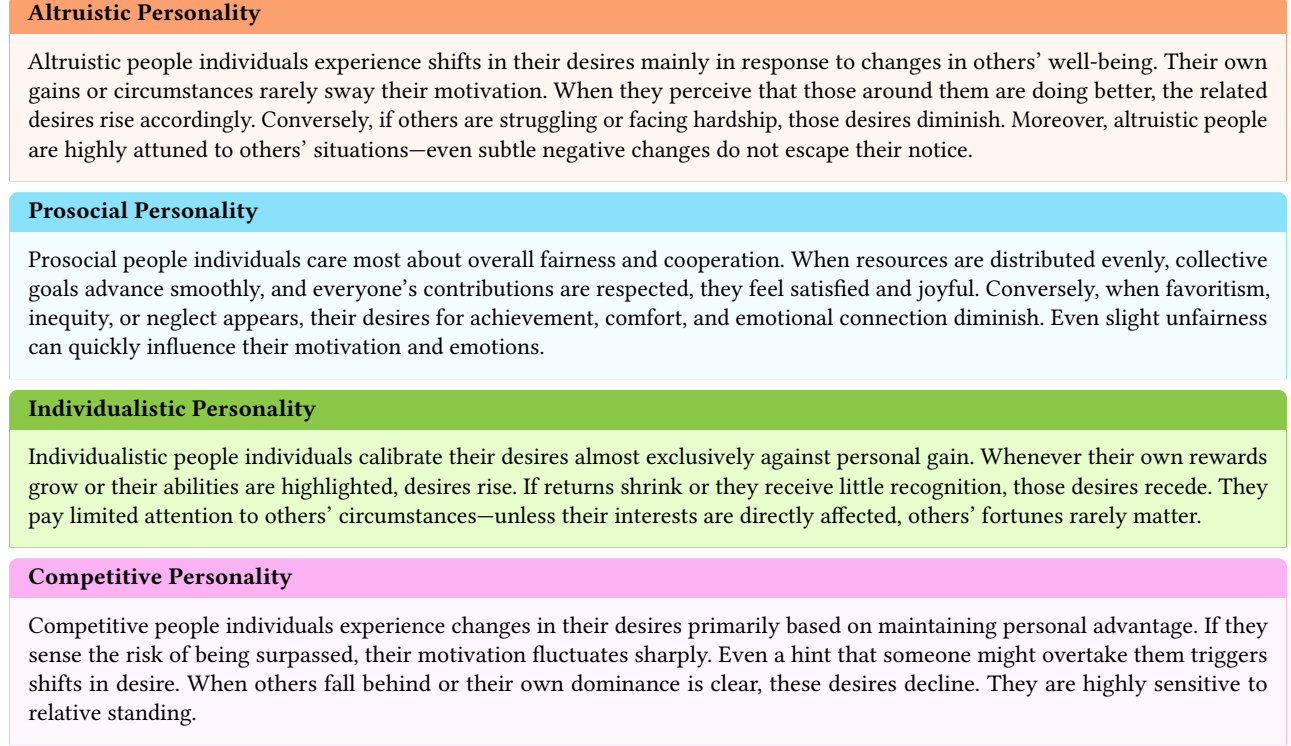 Altruistic Personality
Altruistic people individuals experience shifts in their desires mainly in response to changes in others’ well-being. Their own
gains or circumstances rarely sway their motivation. When they perceive that those around them are doing better, the related
desires rise accordingly. Conversely, if others are struggling or facing hardship, those desires diminish. Moreover, altruistic people
are highly attuned to others’ situations—even subtle negative changes do not escape their notice.
Prosocial Personality
Prosocial people individuals care most about overall fairness and cooperation. When resources are distributed evenly, collective
goals advance smoothly, and everyone’s contributions are respected, they feel satisfied and joyful. Conversely, when favoritism,
inequity, or neglect appears, their desires for achievement, comfort, and emotional connection diminish. Even slight unfairness
can quickly influence their motivation and emotions.
Individualistic Personality
Individualistic people individuals calibrate their desires almost exclusively against personal gain. Whenever their own rewards
grow or their abilities are highlighted, desires rise. If returns shrink or they receive little recognition, those desires recede. They
pay limited attention to others’ circumstances—unless their interests are directly affected, others’ fortunes rarely matter.
Competitive Personality
Competitive people individuals experience changes in their desires primarily based on maintaining personal advantage. If they
sense the risk of being surpassed, their motivation fluctuates sharply. Even a hint that someone might overtake them triggers
shifts in desire. When others fall behind or their own dominance is clear, these desires decline. They are highly sensitive to
relative standing.